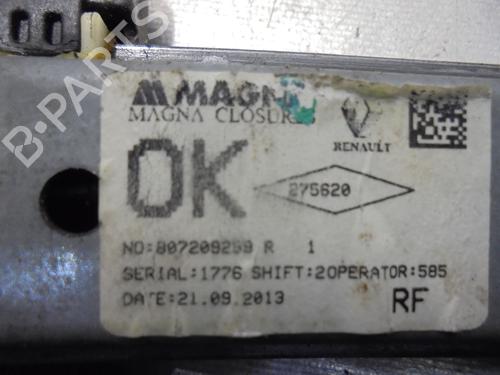 MAGNA
MAGNA CLOSUR
RENAULT
OK
275620
NO:807209259 R 1
SERIAL:1776 SHIFT:2OPERATOR:585
DATE:21.09.2013
RF
B-PARTS